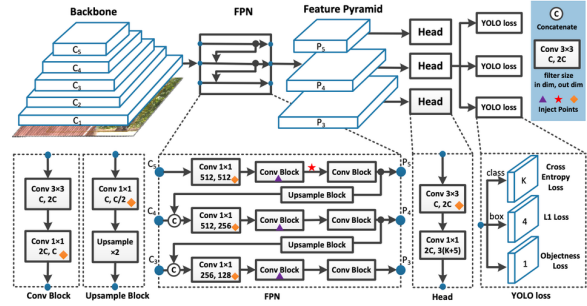 Backbone
FPN
Feature Pyramid
C5
C4
C3
C2
C1
P5
P4
P3
Head
Head
Head
YOLO loss
YOLO loss
YOLO loss
C
Concatenate
Conv 3×3
C, 2C
filter size
in dim, out dim
Inject Points
Conv 3×3
C, 2C
Conv 1×1
2C, C
Conv Block
Conv 1×1
C, C/2
Upsample
×2
Upsample Block
C5
Conv 1×1
512, 512
Conv Block
Conv Block
P5
Upsample Block
C4
C
Conv 1×1
512, 256
Conv Block
Conv Block
P4
Upsample Block
C3
C
Conv 1×1
256, 128
Conv Block
Conv Block
P3
FPN
Conv 3×3
C, 2C
Conv 1×1
2C, 3(K+5)
Head
class
K
Cross
Entropy
Loss
box
4
L1 Loss
1
Objectness
Loss
YOLO loss